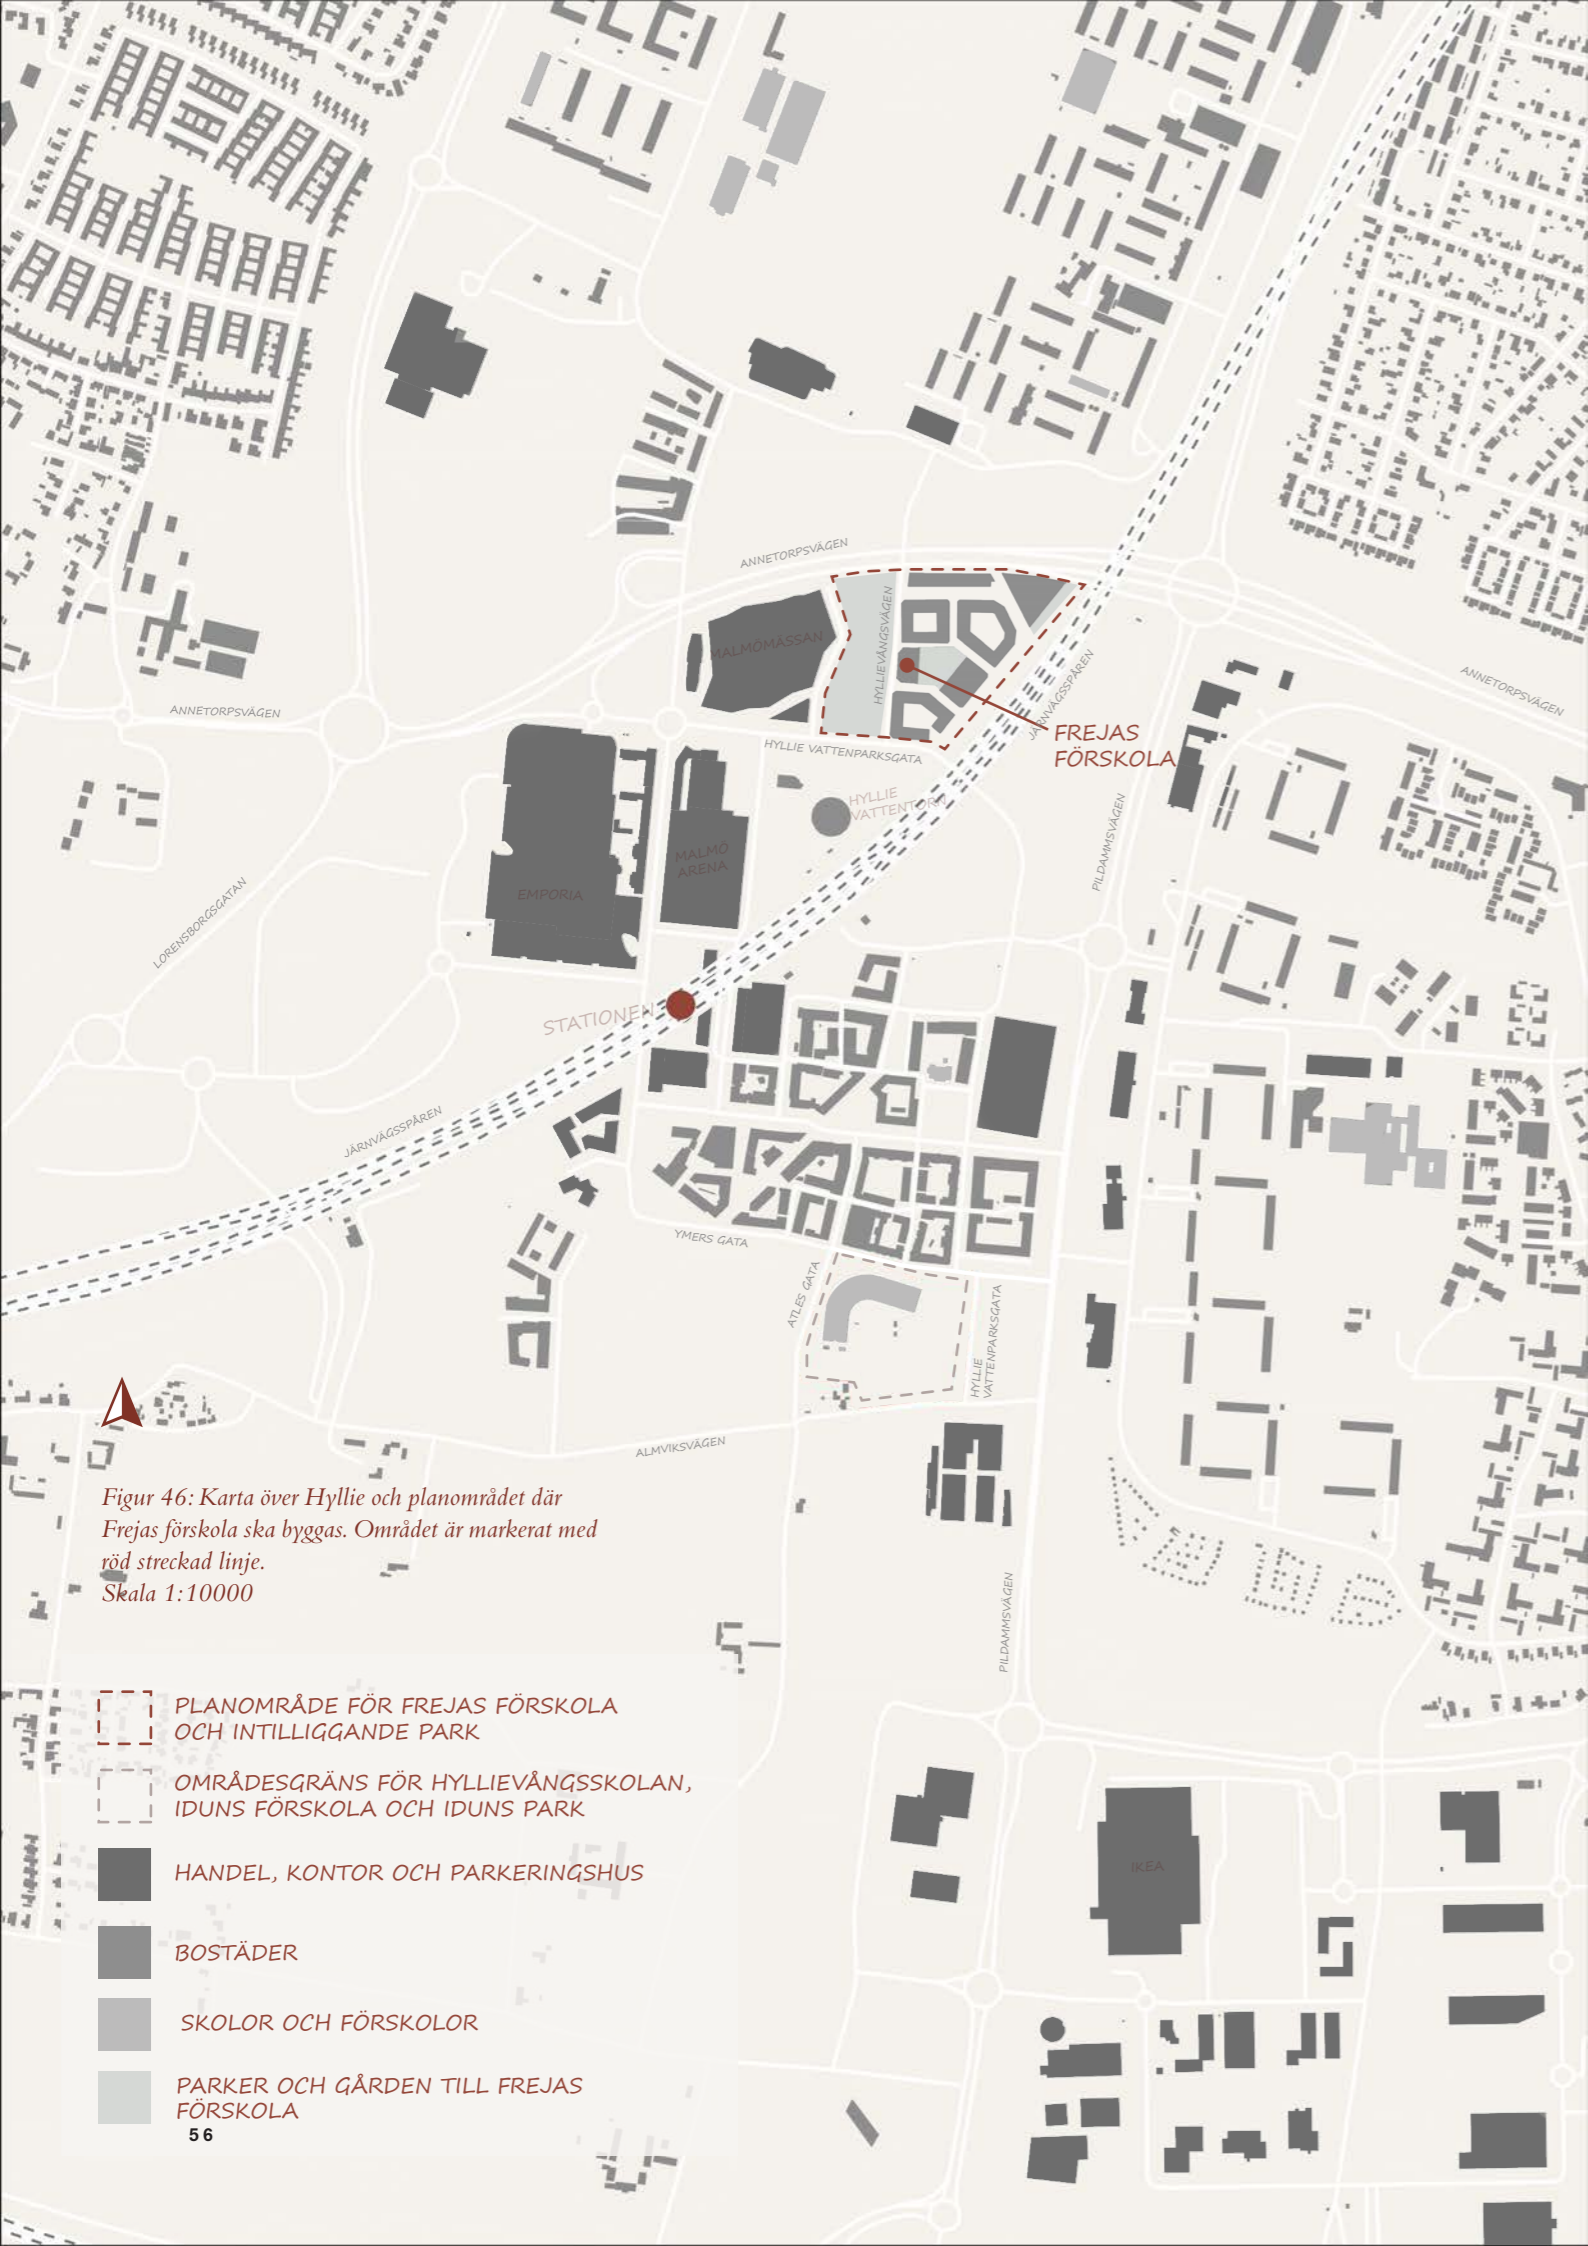 ANNETORPSVÄGEN
HYLLIEVÅNGSVÄGEN
MALMÖMÄSSAN
JÄRNVÄGSSPÅREN
ANNETORPSVÄGEN
ANNETORPSVÄGEN
FREJAS
FÖRSKOLA
HYLLIE VATTENPARKSGATA
HYLLIE
VATTENTORN
PILDAMMSVÄGEN
MALMÖ
ARENA
EMPORIA
LORENSBORGSGATAN
STATIONEN
JÄRNVÄGSSPÅREN
YMERS GATA
ATLES GATA
HYLLIE
VATTENPARKSGATA
ALMVIKSVÄGEN
Figur 46: Karta över Hyllie och planområdet där
Frejas förskola ska byggas. Området är markerat med
röd streckad linje.
Skala 1:10000
PILDAMMSVÄGEN
PLANOMRÅDE FÖR FREJAS FÖRSKOLA
OCH INTILLIGGANDE PARK
OMRÅDESGRÄNS FÖR HYLLIEVÅNGSSKOLAN,
IDUNS FÖRSKOLA OCH IDUNS PARK
IKEA
HANDEL, KONTOR OCH PARKERINGSHUS
BOSTÄDER
SKOLOR OCH FÖRSKOLOR
PARKER OCH GÅRDEN TILL FREJAS
FÖRSKOLA
56